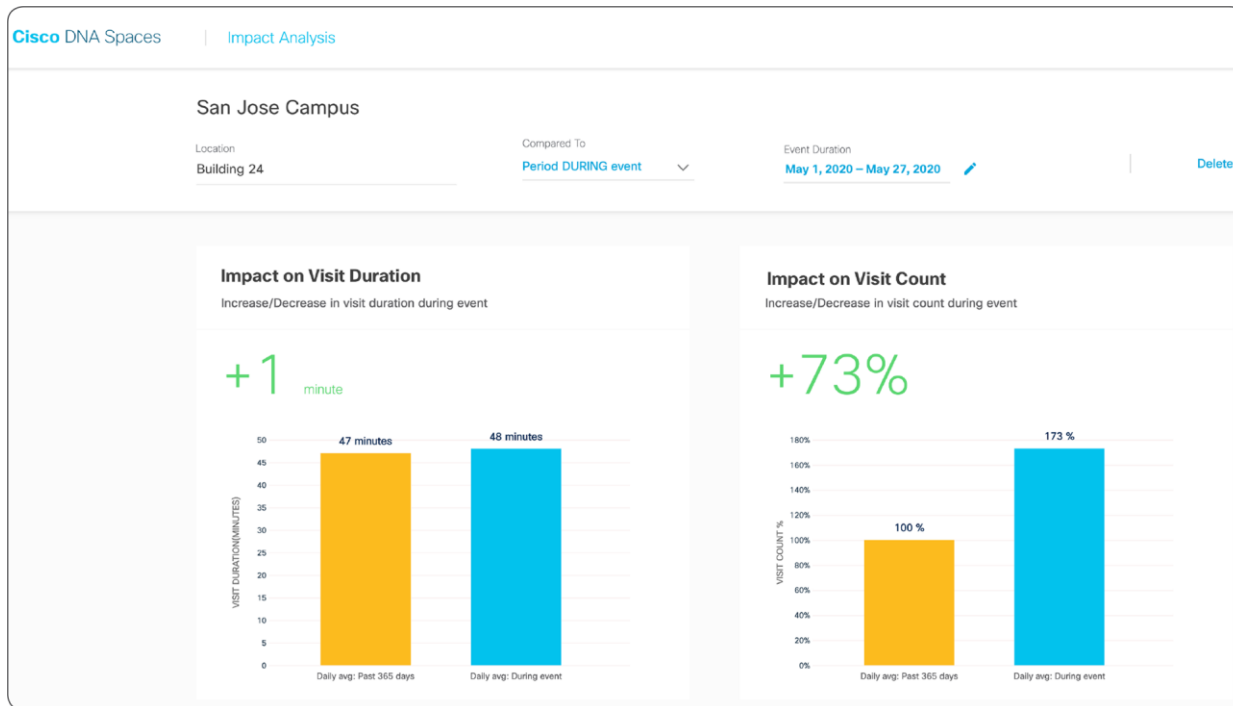 Cisco DNA Spaces Impact Analysis
San Jose Campus
Location
Building 24
Compared To
Period DURING event
Event Duration
May 1, 2020 – May 27, 2020
Delete
Impact on Visit Duration
Increase/Decrease in visit duration during event
+1 minute
VISIT DURATION(MINUTES)
50
45
40
35
30
25
20
15
10
5
0
47 minutes
48 minutes
Daily avg: Past 365 days
Daily avg: During event
Impact on Visit Count
Increase/Decrease in visit count during event
+73%
VISIT COUNT %
180%
160%
140%
120%
100%
80%
60%
40%
20%
0%
100 %
173 %
Daily avg: Past 365 days
Daily avg: During event